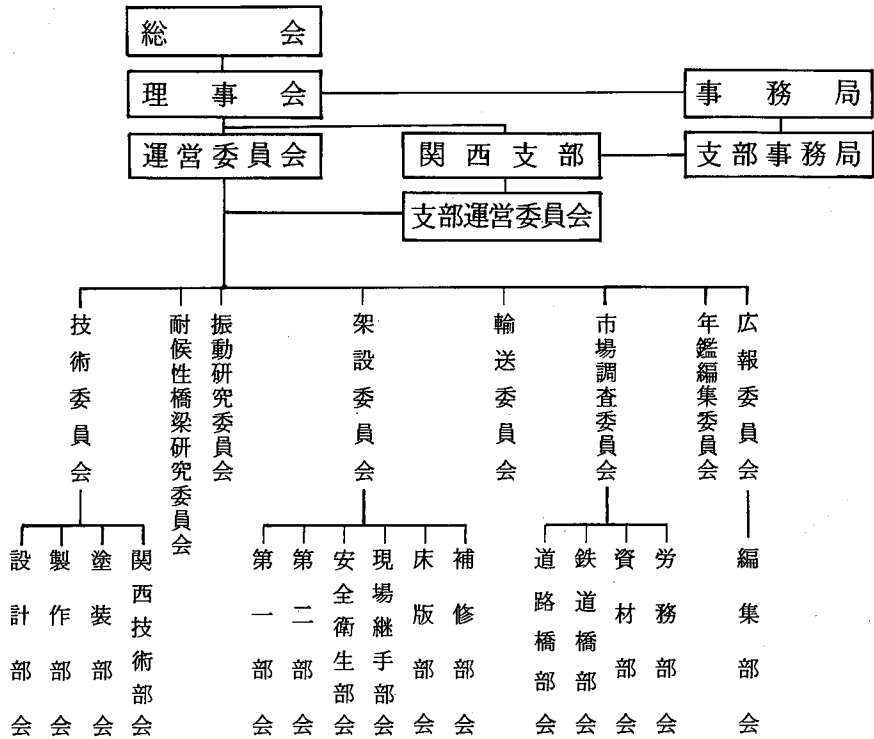 総会
理事会
事務局
運営委員会
関西支部
支部事務局
支部運営委員会
技術委員会
耐候性橋梁研究委員会
振動研究委員会
架設委員会
輸送委員会
市場調査委員会
年鑑編集委員会
広報委員会
設計部会
製作部会
塗装部会
関西技術部会
第一部会
第二部会
安全衛生部会
現場継手部会
床版部会
補修部会
道路橋部会
鉄道橋部会
資材部会
労務部会
編集部会